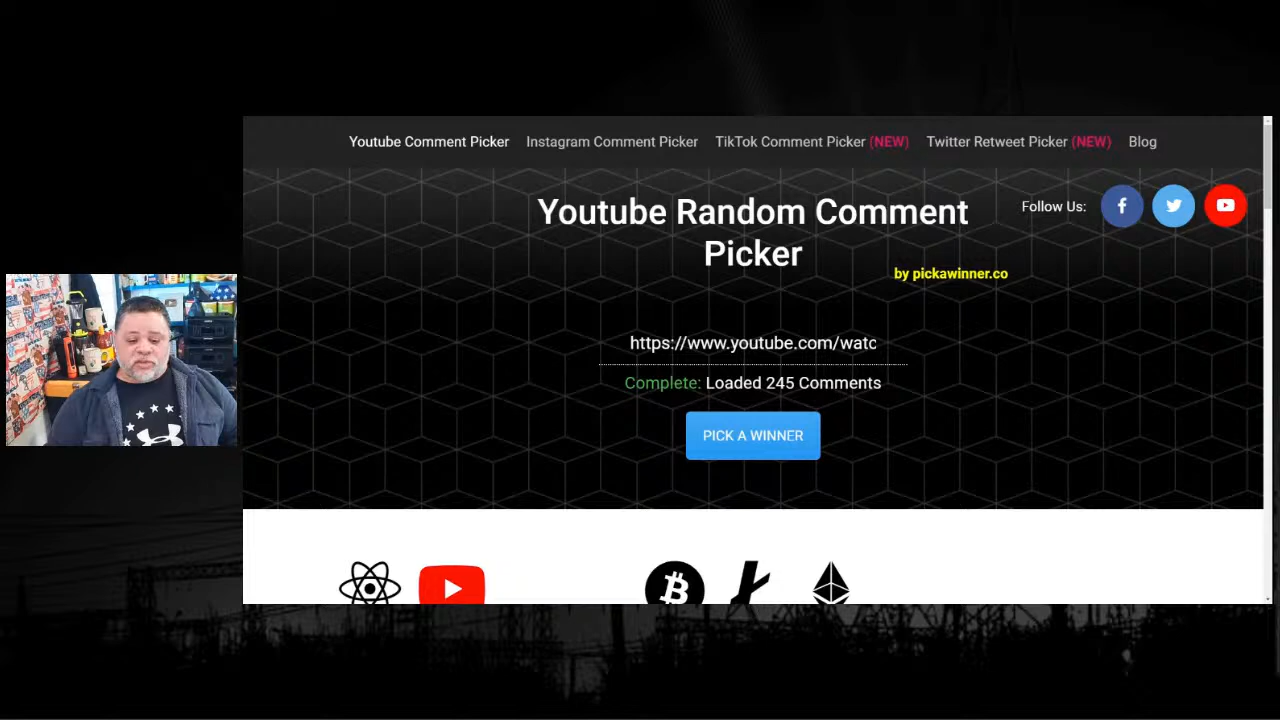 Youtube Comment Picker Instagram Comment Picker TikTok Comment Picker (NEW) Twitter Retweet Picker (NEW) Blog
Youtube Random Comment
Picker
Follow Us:
by pickawinner.co
https://www.youtube.com/watc
Complete: Loaded 245 Comments
PICK A WINNER